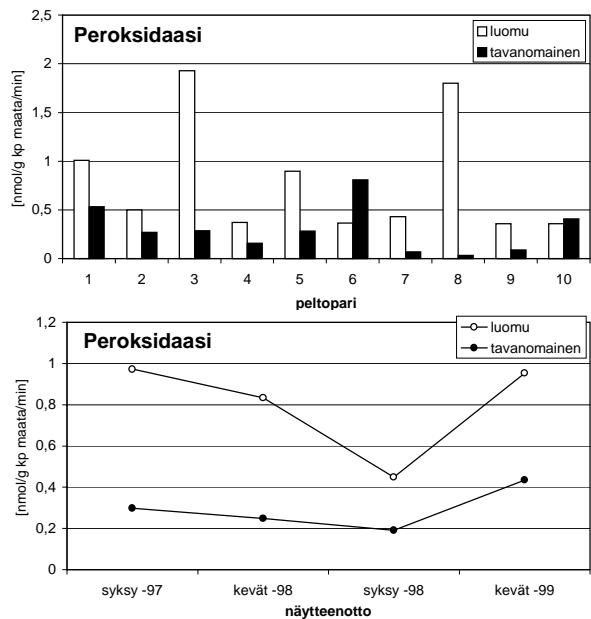 Peroksidaasi
luomu
tavanomainen
[nmol/g kp maata/min]
2,5
2
1,5
1
0,5
0
1 2 3 4 5 6 7 8 9 10
peltopari
Peroksidaasi
luomu
tavanomainen
[nmol/g kp maata/min]
1,2
1
0,8
0,6
0,4
0,2
0
syksy -97 kevät -98 syksy -98 kevät -99
näytteenotto